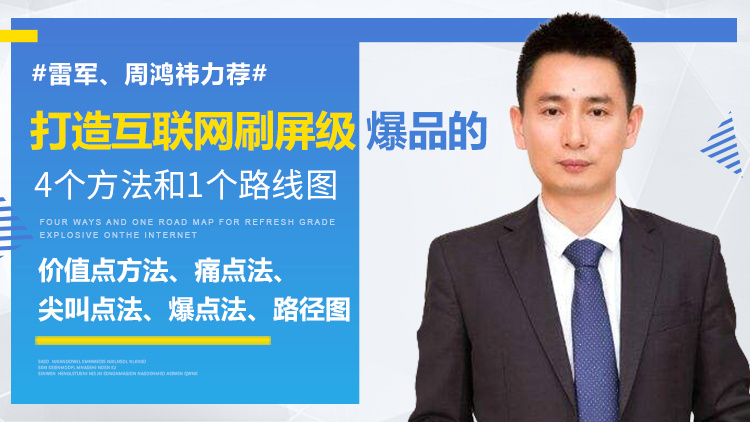 #雷军、周鸿祎力荐#
打造互联网刷屏级 爆品的
4个方法和1个路线图
FOUR WAYS AND ONE ROAD MAP FOR REFRESH GRADE
EXPLOSIVE ONTHE INTERNET
价值点方法、痛点法、
尖叫点法、爆点法、路径图